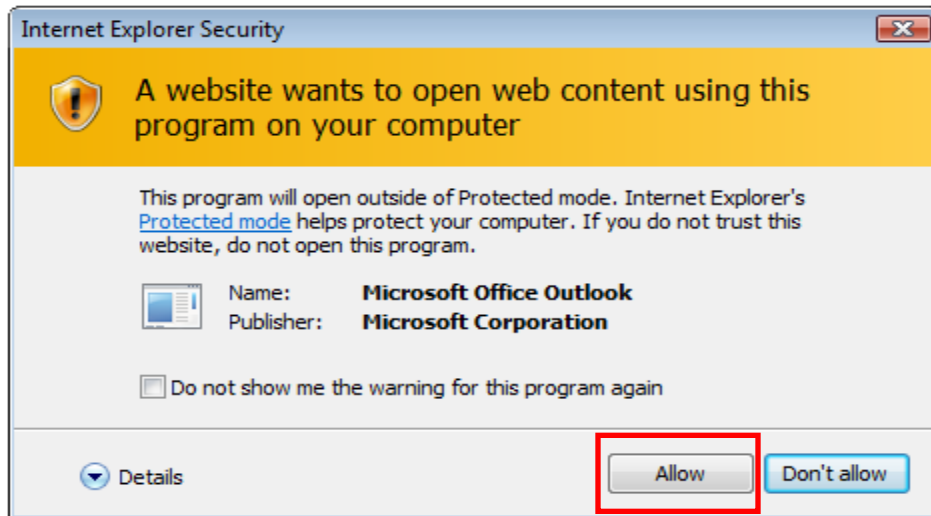 Internet Explorer Security
A website wants to open web content using this
program on your computer
This program will open outside of Protected mode. Internet Explorer's
Protected mode helps protect your computer. If you do not trust this
website, do not open this program.
Name: Microsoft Office Outlook
Publisher: Microsoft Corporation
Do not show me the warning for this program again
Details Allow Don't allow